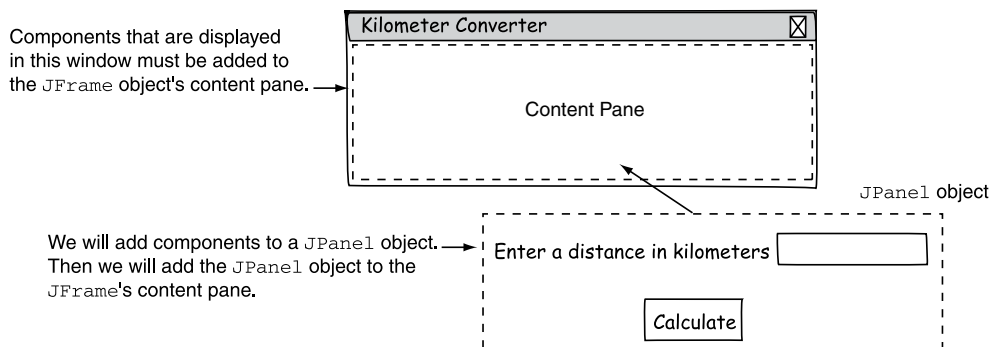 Kilometer Converter
Components that are displayed
in this window must be added to
the JFrame object's content pane.
Content Pane
JPanel object
We will add components to a JPanel object.
Then we will add the JPanel object to the
JFrame's content pane.
Enter a distance in kilometers
Calculate